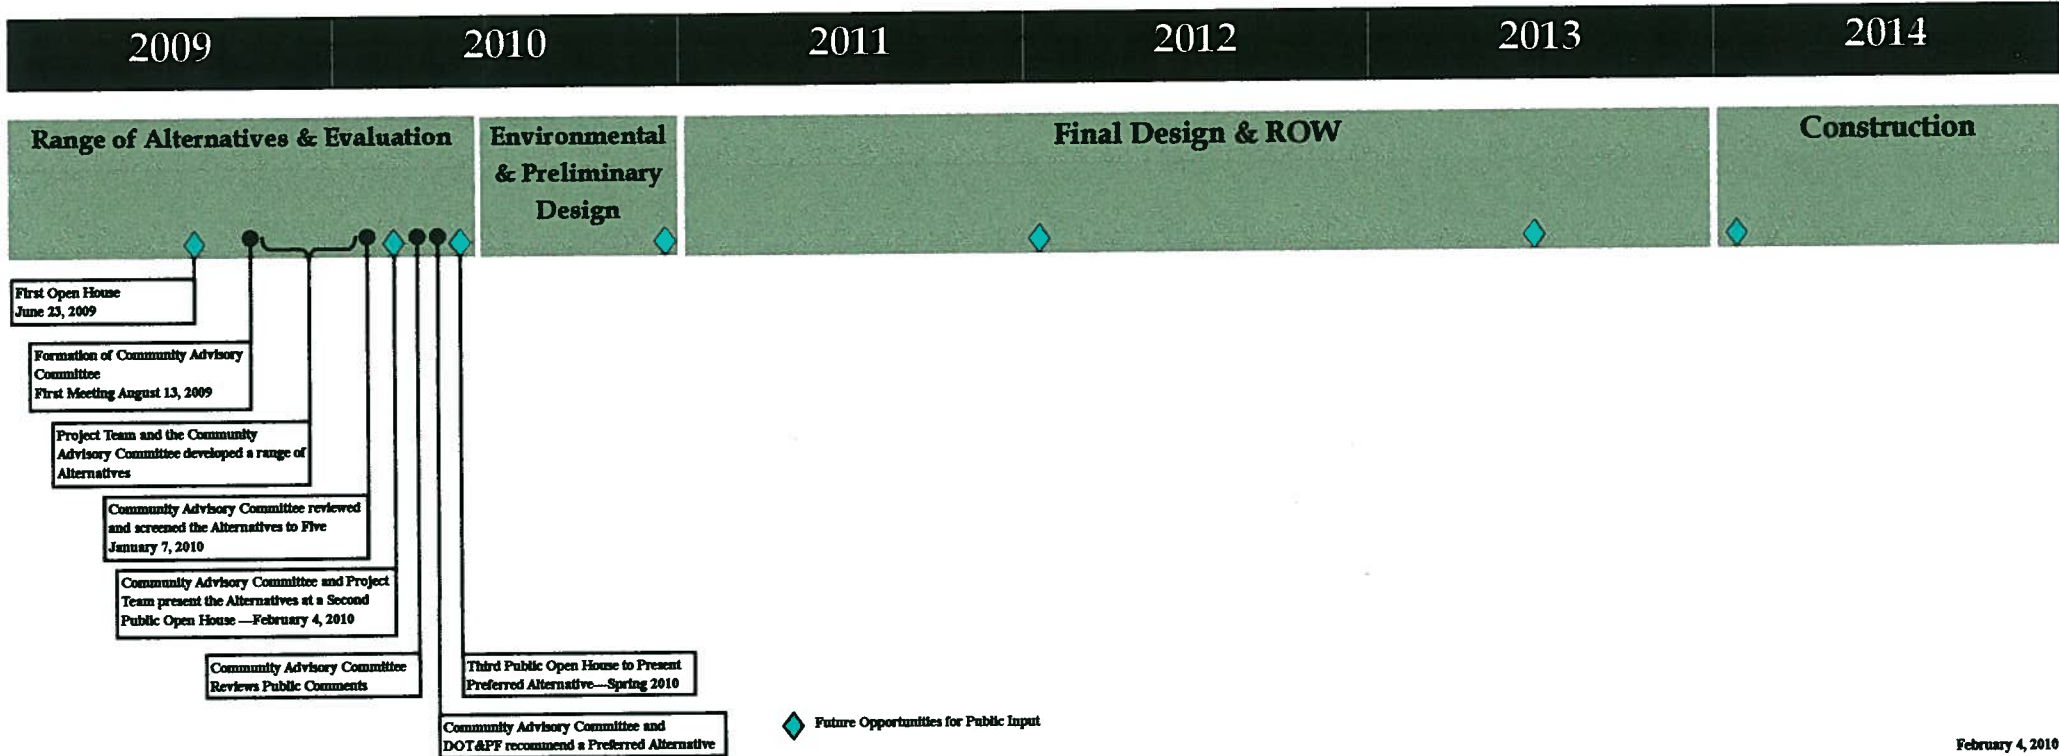 2009
2010
2011
2012
2013
2014
Range of Alternatives & Evaluation
Environmental
& Preliminary
Design
Final Design & ROW
Construction
First Open House
June 23, 2009
Formation of Community Advisory
Committee
First Meeting August 13, 2009
Project Team and the Community
Advisory Committee developed a range of
Alternatives
Community Advisory Committee reviewed
and screened the Alternatives to Five
January 7, 2010
Community Advisory Committee and Project
Team present the Alternatives at a Second
Public Open House —February 4, 2010
Community Advisory Committee
Reviews Public Comments
Third Public Open House to Present
Preferred Alternative—Spring 2010
Community Advisory Committee and
DOT&PF recommend a Preferred Alternative
Future Opportunities for Public Input
February 4, 2010